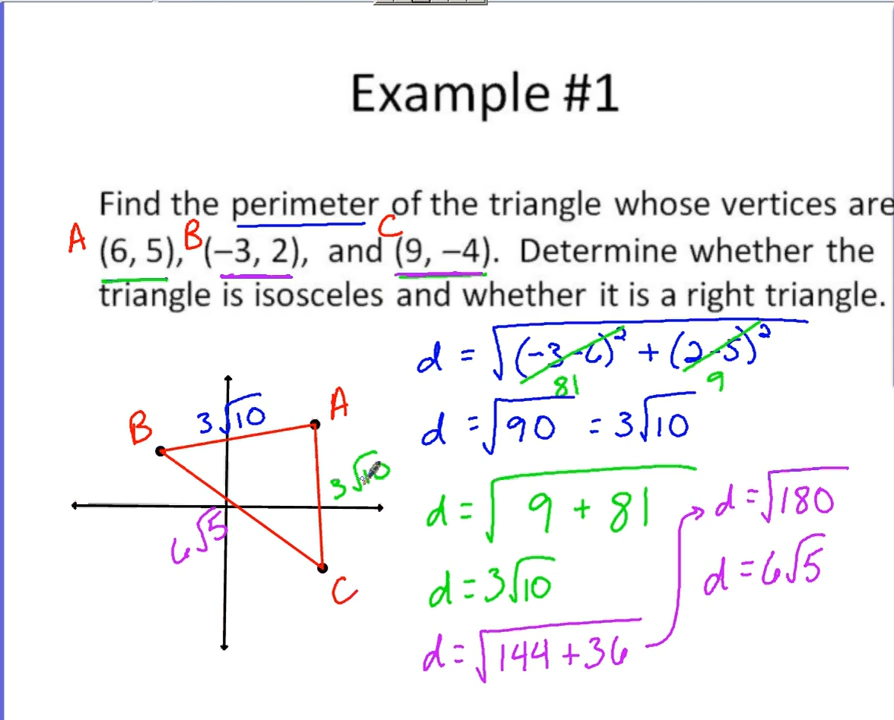 Example #1
Find the perimeter of the triangle whose vertices are
A (6, 5), B (−3, 2), and C (9, −4). Determine whether the
triangle is isosceles and whether it is a right triangle.
d = √(-3-6)² + (2-5)²
81 9
d = √90 = 3√10
d = √9 + 81
d = 3√10
d = √144 + 36
d = √180
d = 6√5
B
3√10
A
3√10
6√5
C